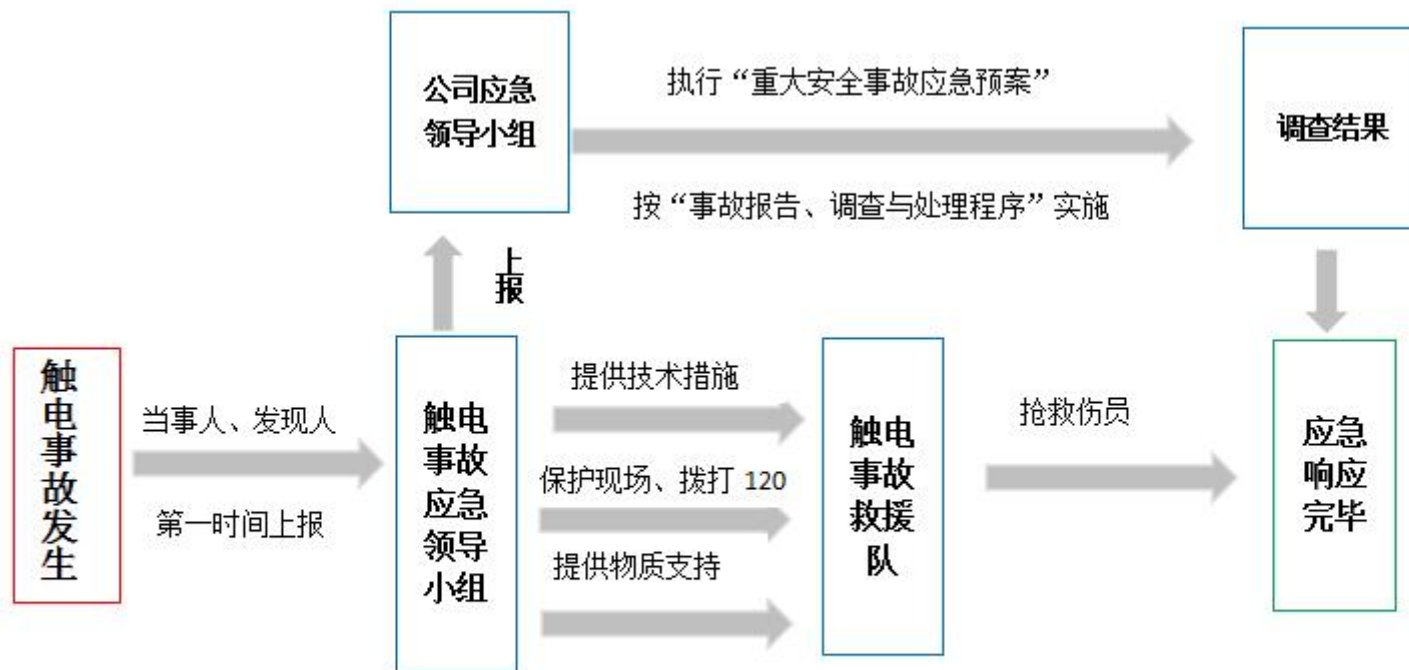 公司应急
领导小组
执行“重大安全事故应急预案”
按“事故报告、调查与处理程序”实施
调查结果
上
报
触
电
事
故
发
生
当事人、发现人
第一时间上报
触电
事故
应急
领导
小组
提供技术措施
保护现场、拨打 120
提供物质支持
触电
事故
救援
队
抢救伤员
应急
响应
完毕